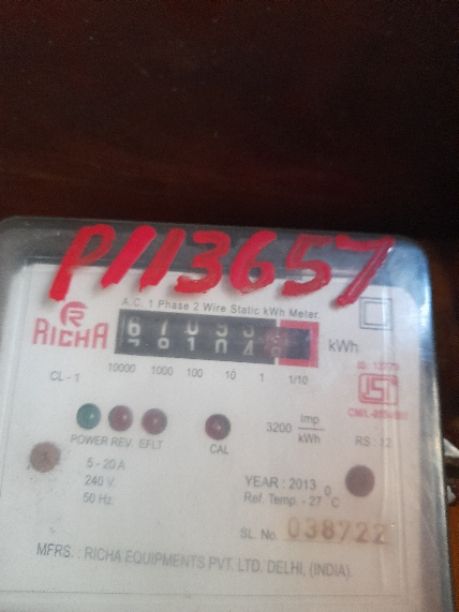 P113657
A.C. 1 Phase 2 Wire Static kWh Meter.
RICHA
kWh
CL - 1
10000 1000 100 10 1 1/10
3200 Imp/kWh
POWER REV EFLT
CAL
RS : 12
5 - 20 A
240 V.
50 Hz.
YEAR : 2013
Ref. Temp. - 27 °C
SL. No. 038722
MFRS. : RICHA EQUIPMENTS PVT. LTD. DELHI, (INDIA).